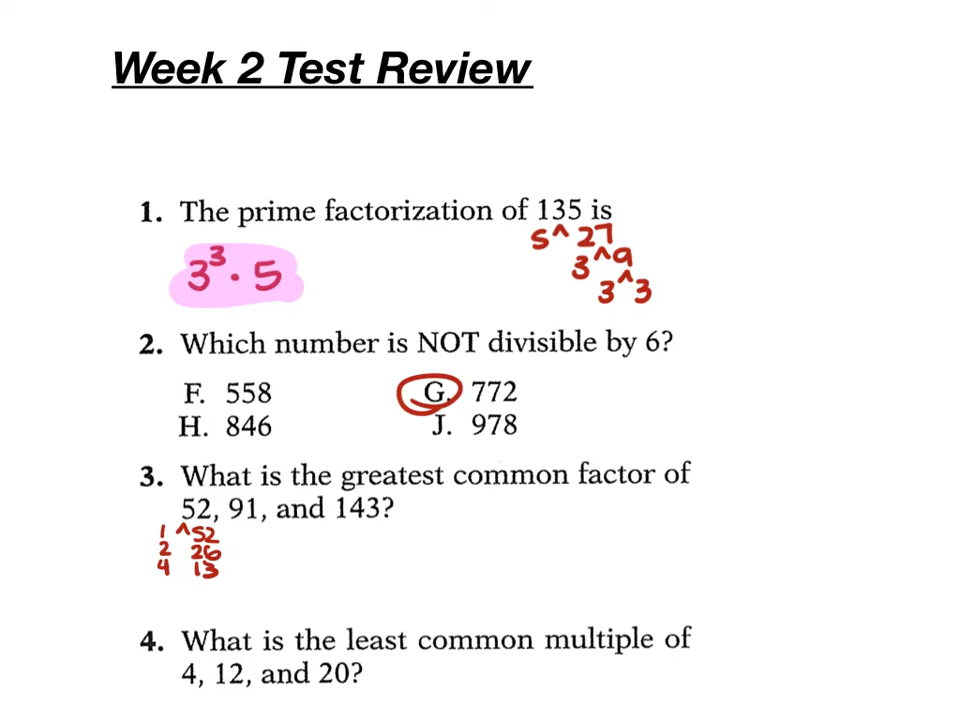 Week 2 Test Review
1. The prime factorization of 135 is
5 ^ 27
3 ^ 9
3 ^ 3
3³ · 5
2. Which number is NOT divisible by 6?
F. 558 G. 772
H. 846 J. 978
3. What is the greatest common factor of
52, 91, and 143?
1 ^ 52
2 26
4 13
4. What is the least common multiple of
4, 12, and 20?